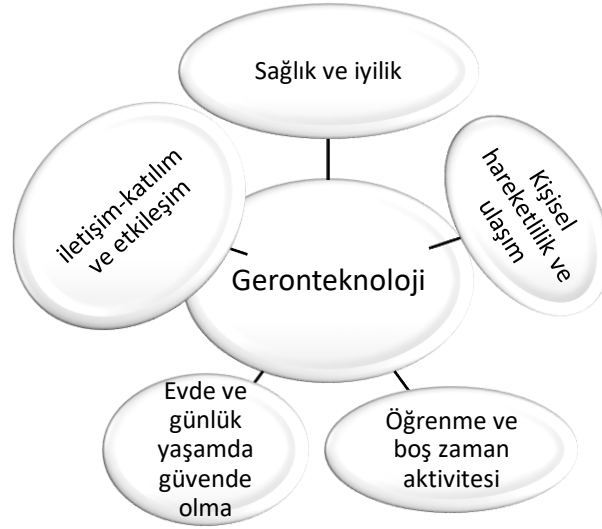 Sağlık ve iyilik
iletişim-katılım
ve etkileşim
Kişisel
hareketlilik ve
ulaşım
Geronteknoloji
Evde ve
günlük
yaşamda
güvende
olma
Öğrenme ve
boş zaman
aktivitesi